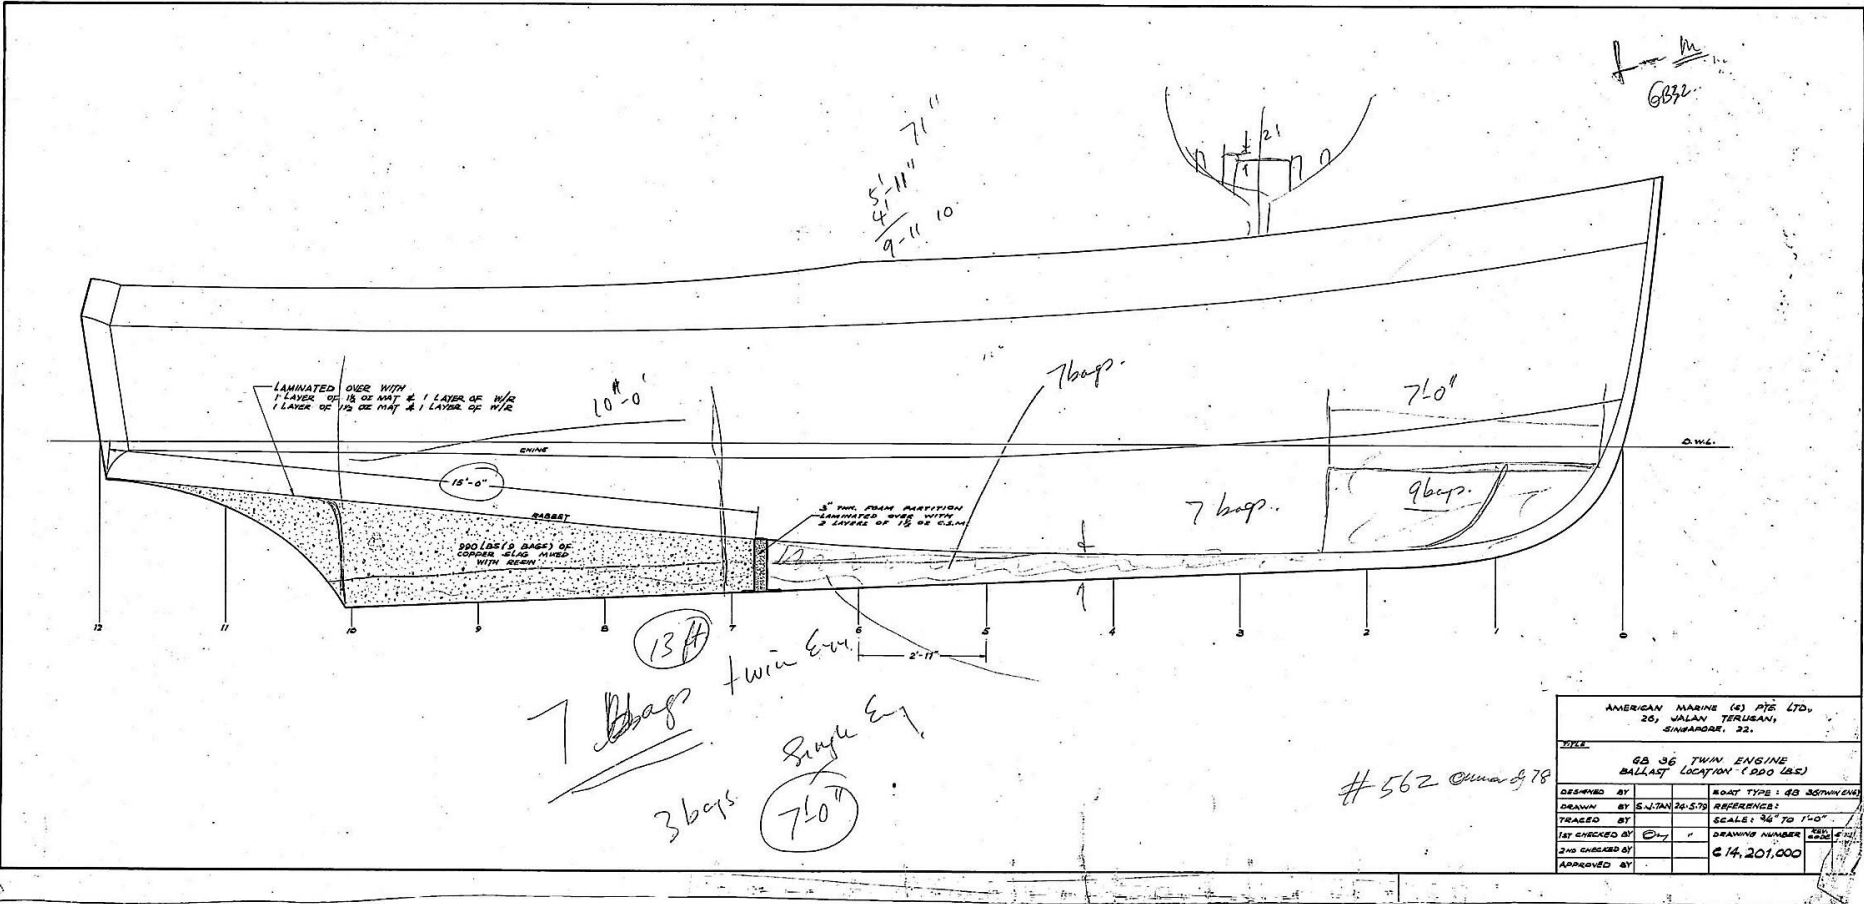 GB32
71"
21
5'-11"
4'
9-11 10
7 bags.
LAMINATED OVER WITH
1 LAYER OF 1½ OZ MAT & 1 LAYER OF W/R
1 LAYER OF 1½ OZ MAT & 1 LAYER OF W/R
10"-0'
7'-0"
D.W.L.
CHINE
15'-0"
9 bags.
7 bags.
3" THK. FOAM PARTITION
LAMINATED OVER WITH
2 LAYERS OF 1½ OZ C.S.M.
RABBET
990 LBS (9 BAGS) OF
COPPER SLAG MIXED
WITH RESIN
12 11 10 9 8 7 6 5 4 3 2 1 0
2'-11"
13 ft
7 bags twin Eng.
Single Eng
3 bags.
7'-0"
#562 78
AMERICAN MARINE (S) PTE LTD,
26, JALAN TERUSAN,
SINGAPORE, 22.
TITLE
GB 36 TWIN ENGINE
BALLAST LOCATION (990 LBS)
DESIGNED BY BOAT TYPE: GB 36(TWIN ENG)
DRAWN BY S.J.TAN 24.5.79 REFERENCE:
TRACED BY SCALE: ¾" TO 1'-0"
1ST CHECKED BY " DRAWING NUMBER REV. CODE
2ND CHECKED BY C14,201,000
APPROVED BY